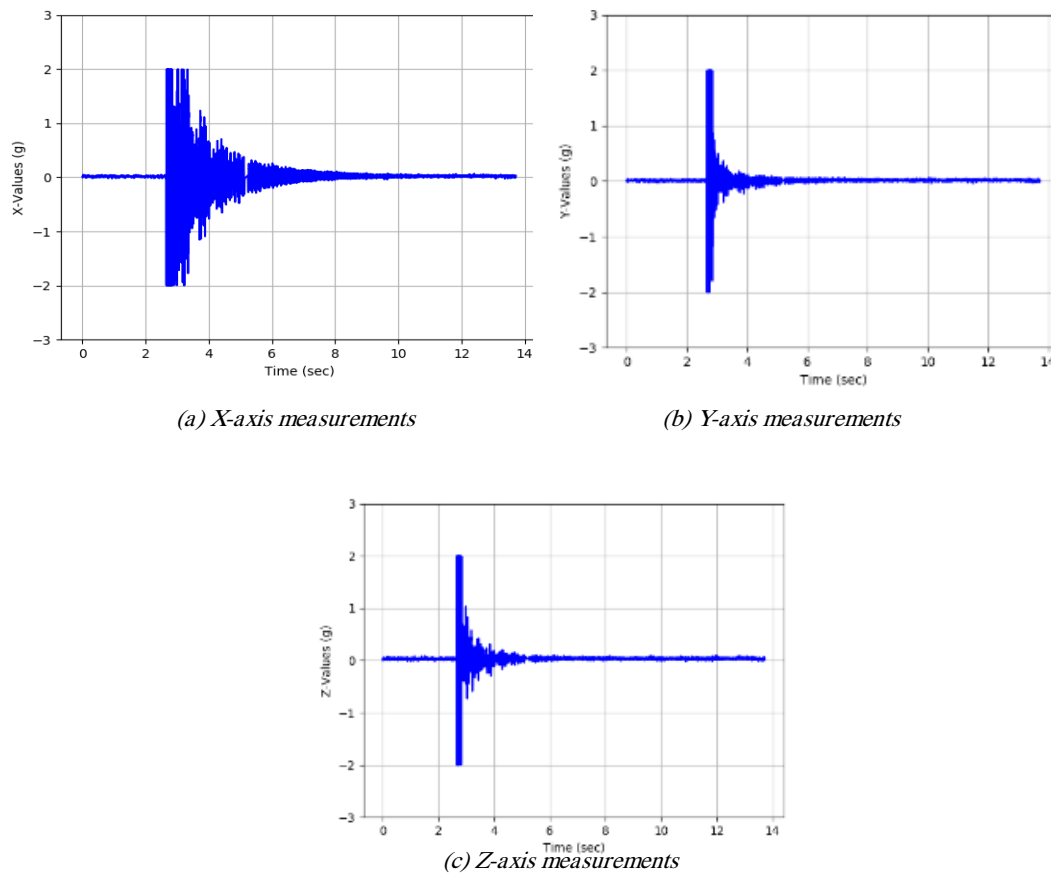 3
2
1
0
−1
−2
−3
X-Values (g)
0 2 4 6 8 10 12 14
Time (sec)
(a) X-axis measurements
3
2
1
0
−1
−2
−3
Y-Values (g)
0 2 4 6 8 10 12 14
Time (sec)
(b) Y-axis measurements
3
2
1
0
−1
−2
−3
Z-Values (g)
0 2 4 6 8 10 12 14
Time (sec)
(c) Z-axis measurements